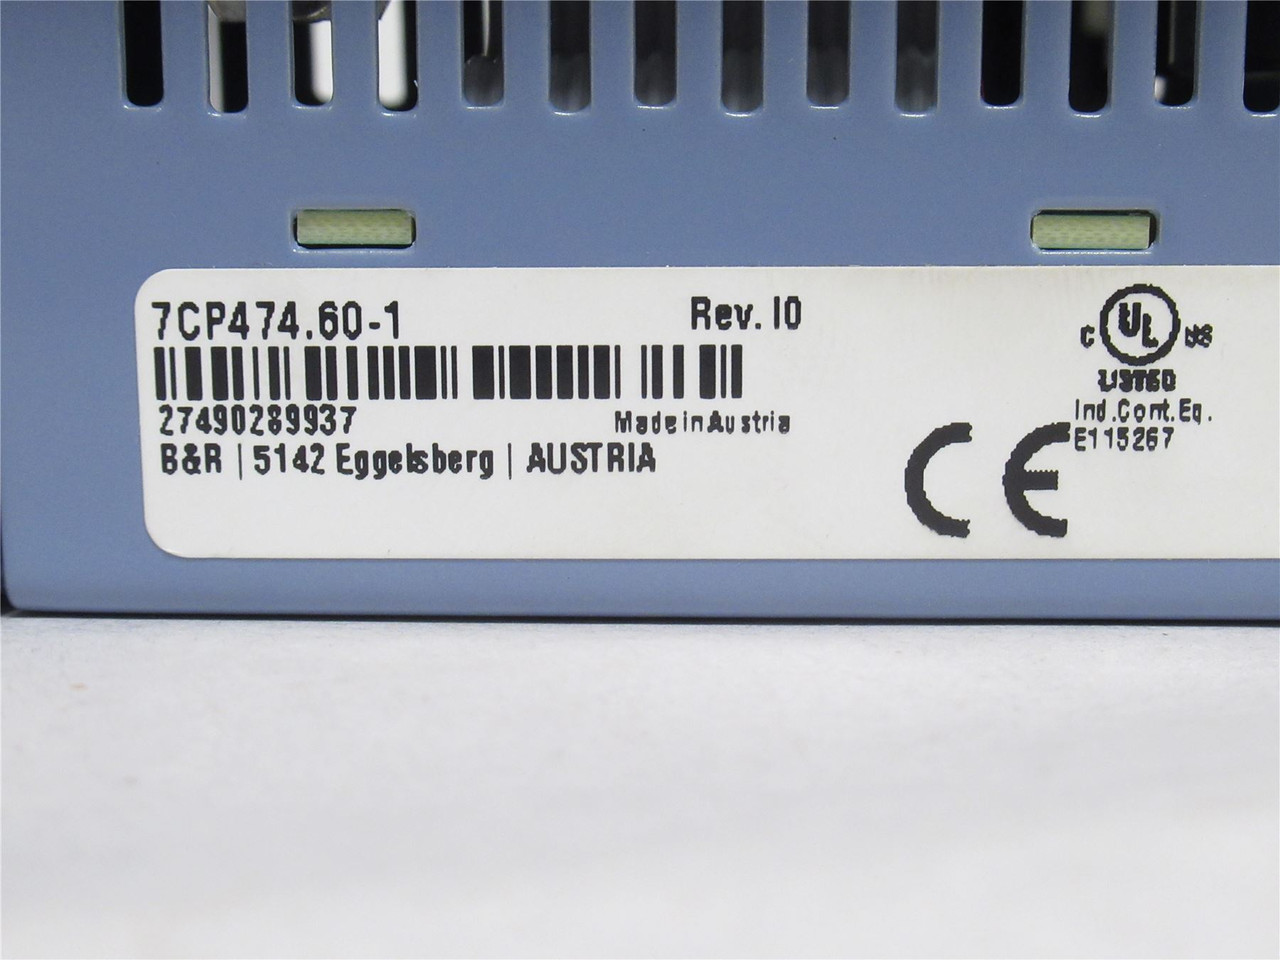 7CP474.60-1 Rev. I0
27490289937 Made in Austria
B&R | 5142 Eggelsberg | AUSTRIA
CE
C UL US
LISTED
Ind.Cont.Eq.
E115267